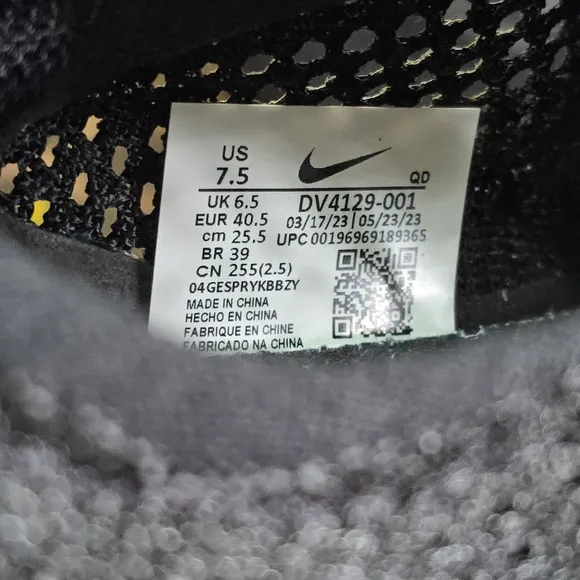 US
7.5
QD
UK 6.5
DV4129-001
EUR 40.5
03/17/23 | 05/23/23
cm 25.5
UPC 00196969189365
BR 39
CN 255(2.5)
04GESPRYKBBZY
MADE IN CHINA
HECHO EN CHINA
FABRIQUE EN CHINE
FABRICADO NA CHINA